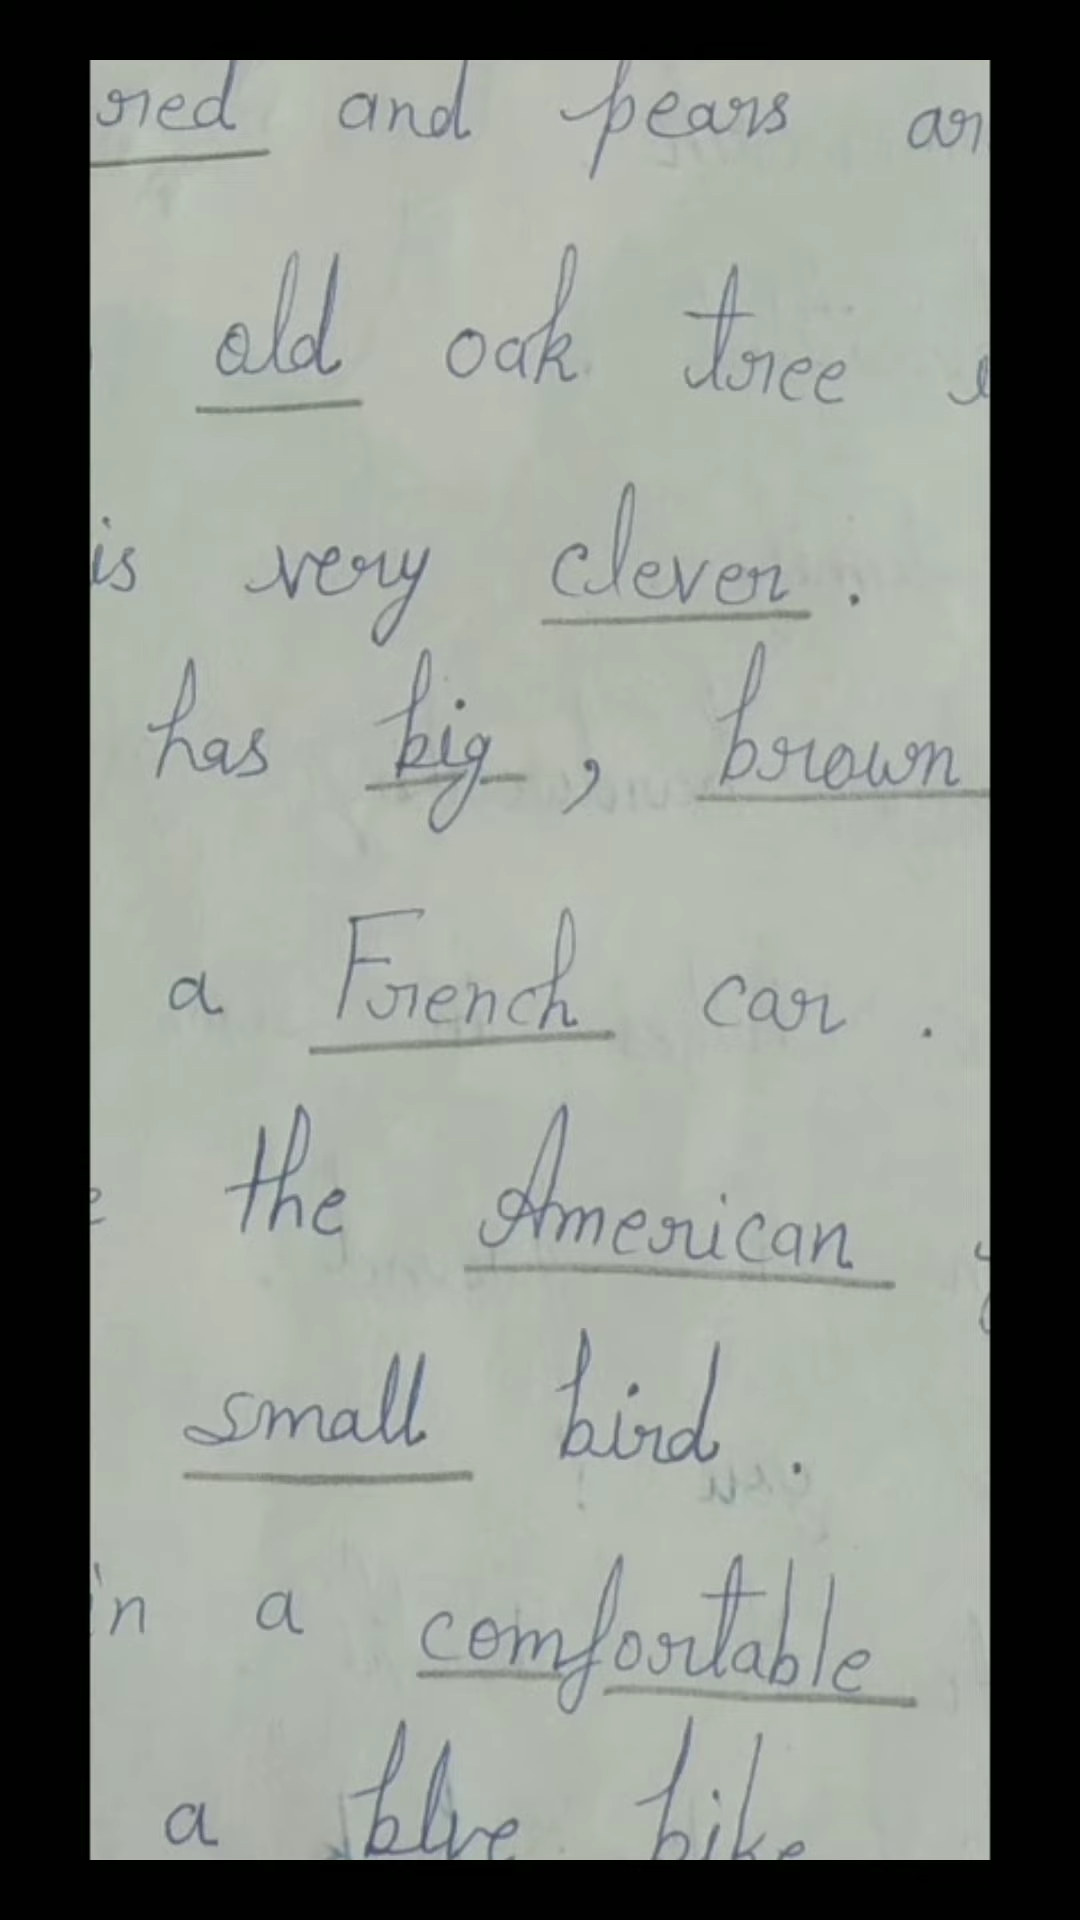 red and pears
old oak tree
is very clever.
has big, brown
a French car.
the American
small bird.
in a comfortable
a blue bike